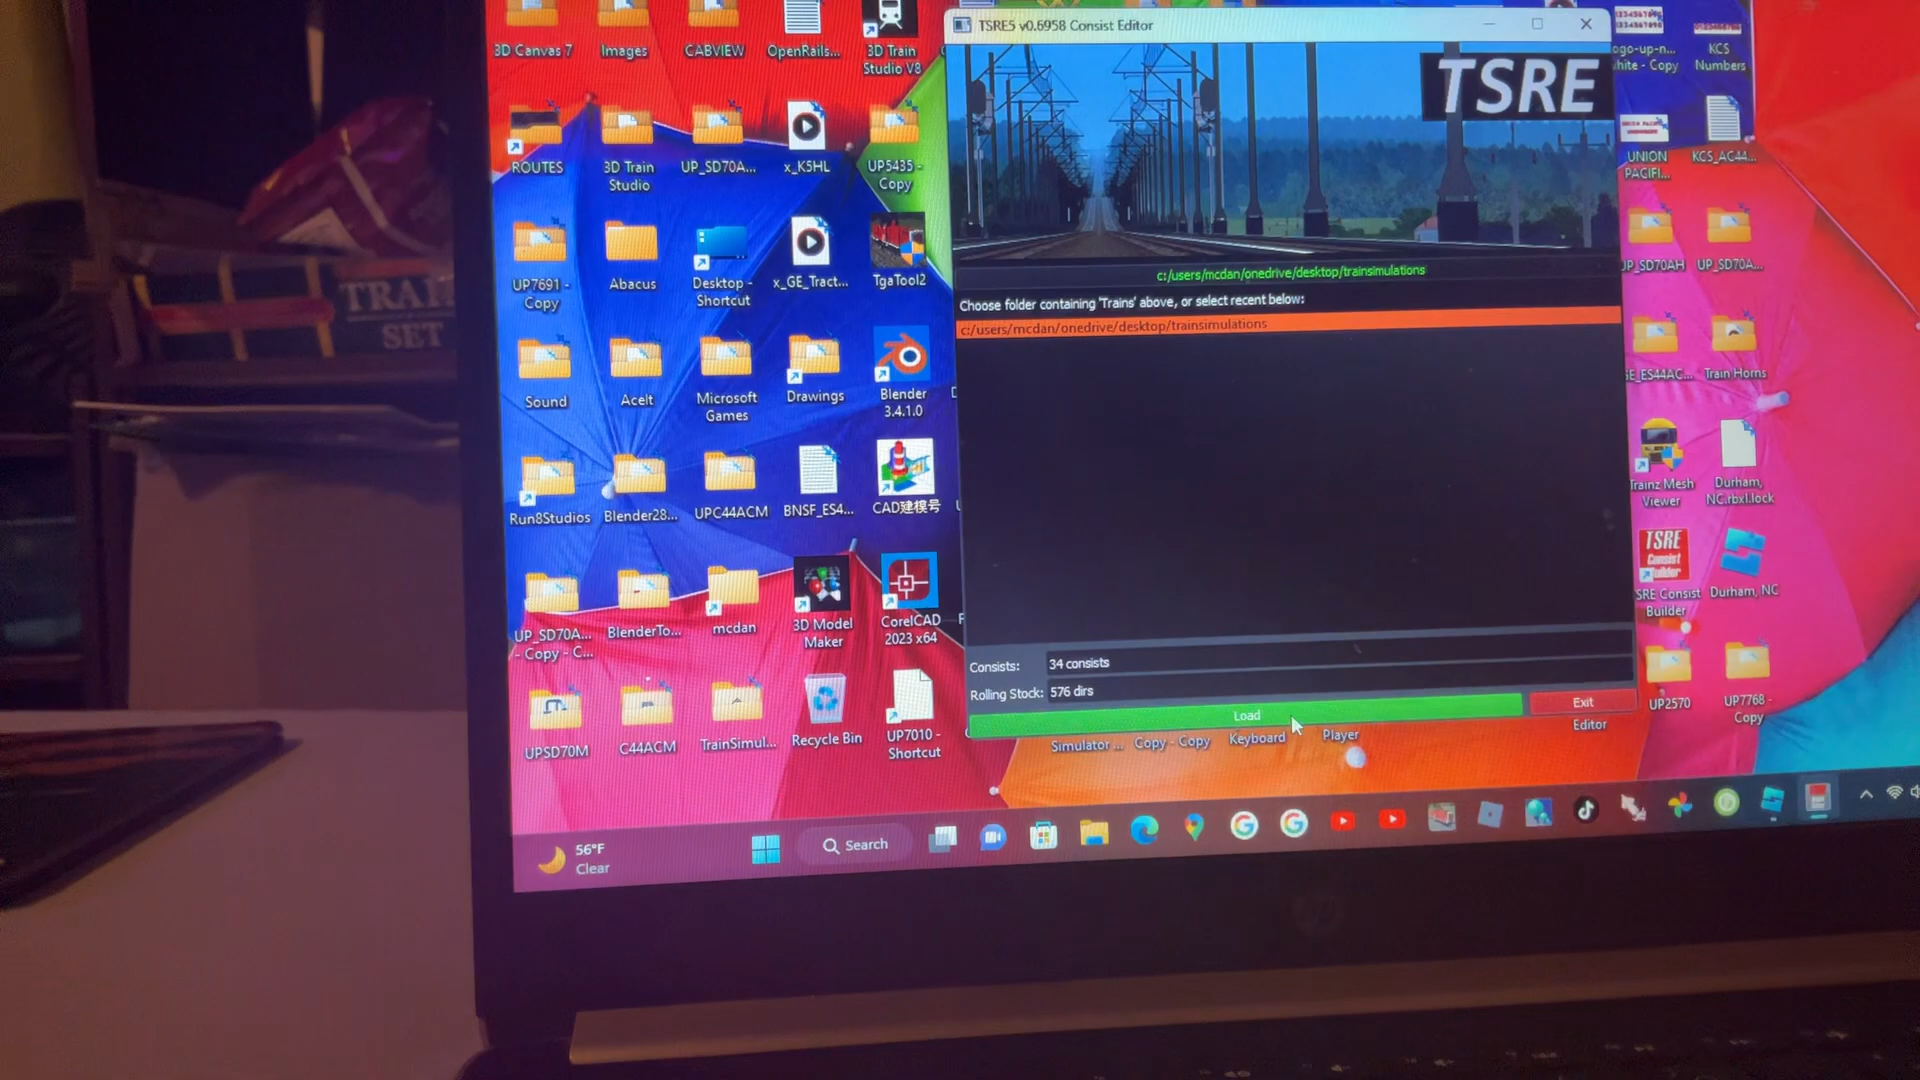 TSRE5 v0.6958 Consist Editor
TSRE
c:/users/mcdan/onedrive/desktop/trainsimulations
Choose folder containing 'Trains' above, or select recent below:
c:/users/mcdan/onedrive/desktop/trainsimulations
Consists: 34 consists
Rolling Stock: 576 dirs
Load
Exit
3D Canvas 7
Images
CABVIEW
OpenRails...
3D Train
Studio V8
ROUTES
3D Train
Studio
UP_SD70A...
x_K5HL
UP5435 -
Copy
UP7691 -
Copy
Abacus
Desktop -
Shortcut
x_GE_Tract...
TgaTool2
Sound
AceIt
Microsoft
Games
Drawings
Blender
3.4.1.0
Run8Studios
Blender28...
UPC44ACM
BNSF_ES4...
CAD建模号
UP_SD70A...
- Copy - C...
BlenderTo...
mcdan
3D Model
Maker
CorelCAD
2023 x64
UPSD70M
C44ACM
TrainSimul...
Recycle Bin
UP7010 -
Shortcut
Simulator ...
Copy - Copy
Keyboard
Player
Editor
KCS
Numbers
UNION
PACIFI...
KCS_AC44...
UP_SD70AH
UP_SD70A...
GE_ES44AC...
Train Horns
Trainz Mesh
Viewer
Durham,
NC.rbxl.lock
TSRE
Consist
Builder
TSRE Consist
Builder
Durham, NC
UP2570
UP7768 -
Copy
56°F
Clear
Search
TRAIN
SET
hp